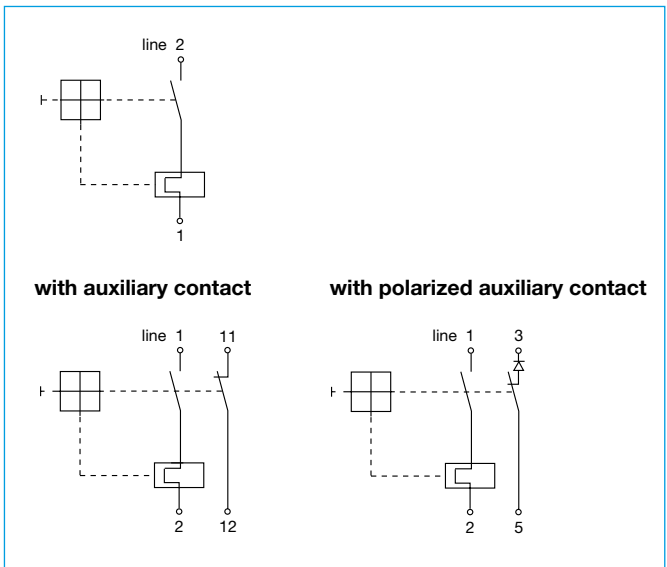 line 2
1
with auxiliary contact
with polarized auxiliary contact
line 1 11
line 1 3
2 12
2 5